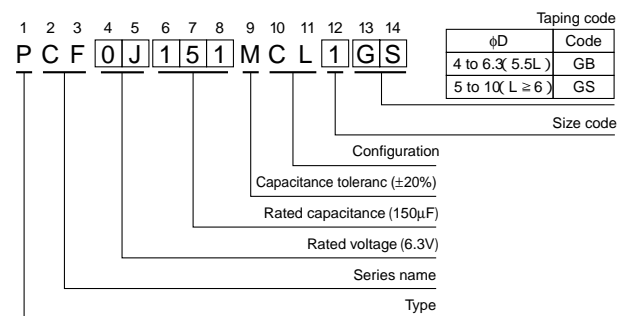 1 2 3 4 5 6 7 8 9 10 11 12 13 14
P C F 0 J 1 5 1 M C L 1 G S
Taping code
φD Code
4 to 6.3( 5.5L ) GB
5 to 10( L ≧ 6 ) GS
Size code
Configuration
Capacitance toleranc (±20%)
Rated capacitance (150μF)
Rated voltage (6.3V)
Series name
Type